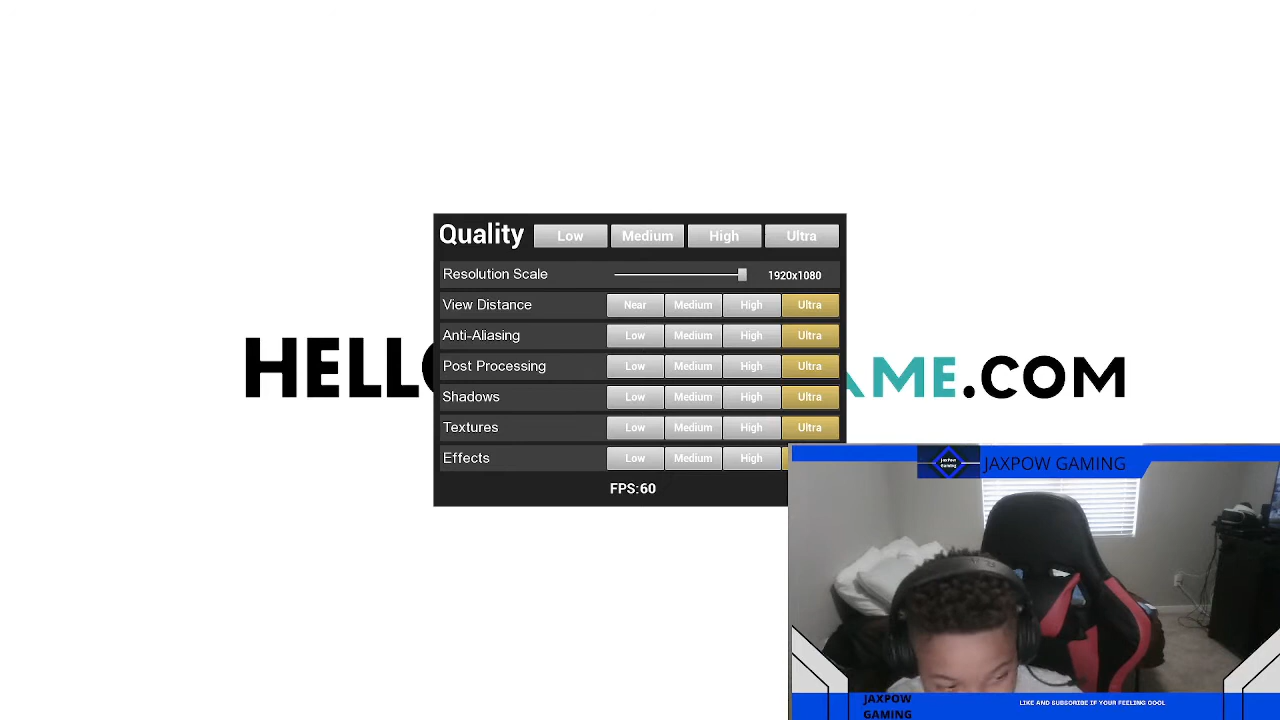 Quality Low Medium High Ultra
Resolution Scale 1920x1080
View Distance Near Medium High Ultra
Anti-Aliasing Low Medium High Ultra
HELL AME.COM
Post Processing Low Medium High Ultra
Shadows Low Medium High Ultra
Textures Low Medium High Ultra
Effects Low Medium High
FPS:60
JaxPow
Gaming
JAXPOW GAMING
JAXPOW
GAMING
LIKE AND SUBSCRIBE IF YOUR FEELING COOL